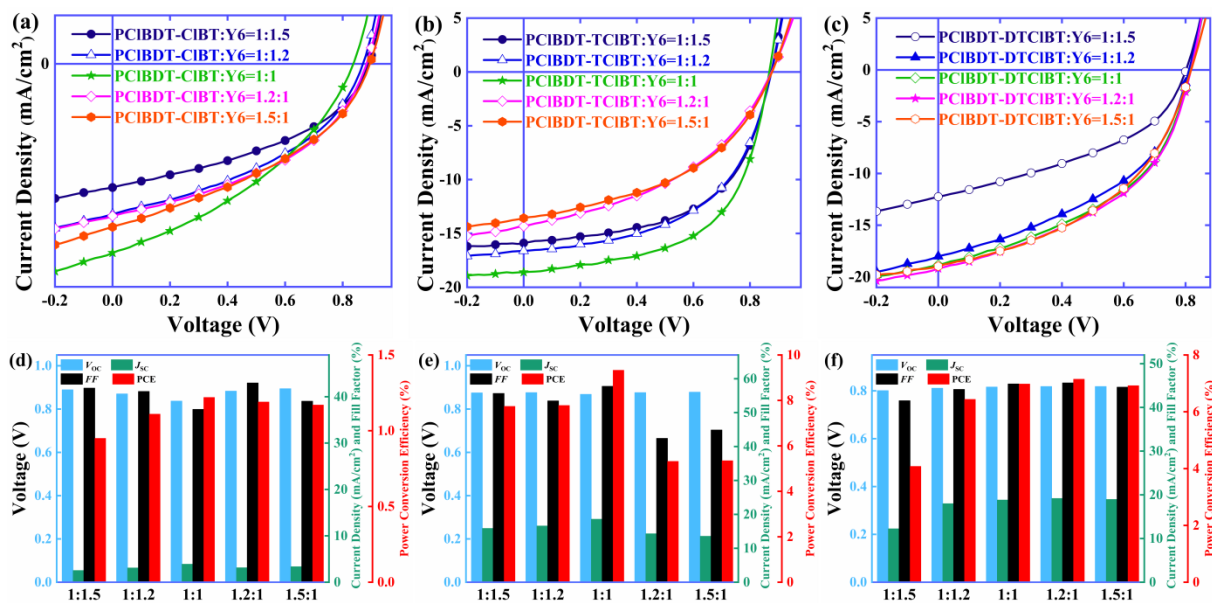 (a)
PClBDT-ClBT:Y6=1:1.5
PClBDT-ClBT:Y6=1:1.2
PClBDT-ClBT:Y6=1:1
PClBDT-ClBT:Y6=1.2:1
PClBDT-ClBT:Y6=1.5:1
Current Density (mA/cm²)
0
-0.2 0.0 0.2 0.4 0.6 0.8
Voltage (V)
(b)
PClBDT-TClBT:Y6=1:1.5
PClBDT-TClBT:Y6=1:1.2
PClBDT-TClBT:Y6=1:1
PClBDT-TClBT:Y6=1.2:1
PClBDT-TClBT:Y6=1.5:1
Current Density (mA/cm²)
5
0
-5
-10
-15
-20
-0.2 0.0 0.2 0.4 0.6 0.8
Voltage (V)
(c)
PClBDT-DTClBT:Y6=1:1.5
PClBDT-DTClBT:Y6=1:1.2
PClBDT-DTClBT:Y6=1:1
PClBDT-DTClBT:Y6=1.2:1
PClBDT-DTClBT:Y6=1.5:1
Current Density (mA/cm²)
5
0
-5
-10
-15
-20
-0.2 0.0 0.2 0.4 0.6 0.8
Voltage (V)
(d)
VOC JSC
FF PCE
Voltage (V)
1.0
0.8
0.6
0.4
0.2
0.0
1:1.5 1:1.2 1:1 1.2:1 1.5:1
40
30
20
10
0
Current Density (mA/cm²) and Fill Factor (%)
1.5
1.0
0.5
0.0
Power Conversion Efficiency (%)
(e)
VOC JSC
FF PCE
Voltage (V)
1.0
0.8
0.6
0.4
0.2
0.0
1:1.5 1:1.2 1:1 1.2:1 1.5:1
60
50
40
30
20
10
0
Current Density (mA/cm²) and Fill Factor (%)
10
8
6
4
2
0
Power Conversion Efficiency (%)
(f)
VOC JSC
FF PCE
Voltage (V)
1.0
0.8
0.6
0.4
0.2
0.0
1:1.5 1:1.2 1:1 1.2:1 1.5:1
50
40
30
20
10
0
Current Density (mA/cm²) and Fill Factor (%)
8
6
4
2
0
Power Conversion Efficiency (%)